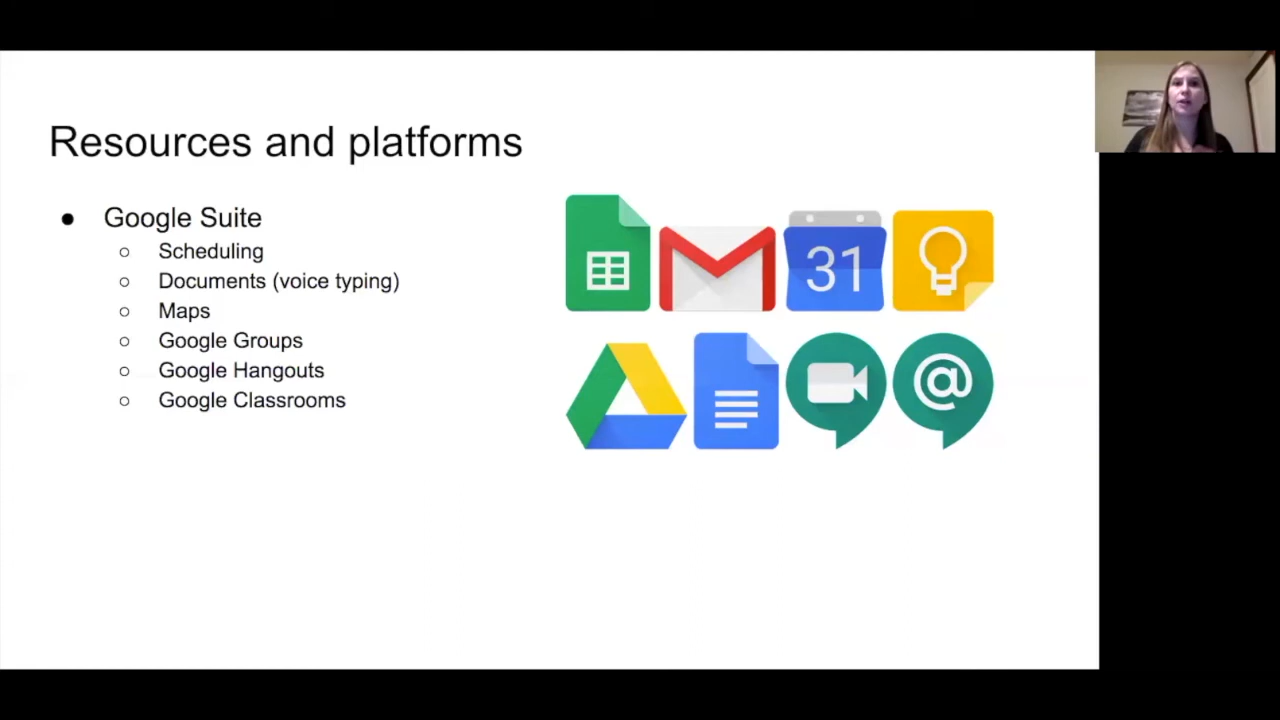 Resources and platforms
● Google Suite
○ Scheduling
○ Documents (voice typing)
○ Maps
○ Google Groups
○ Google Hangouts
○ Google Classrooms
31
@